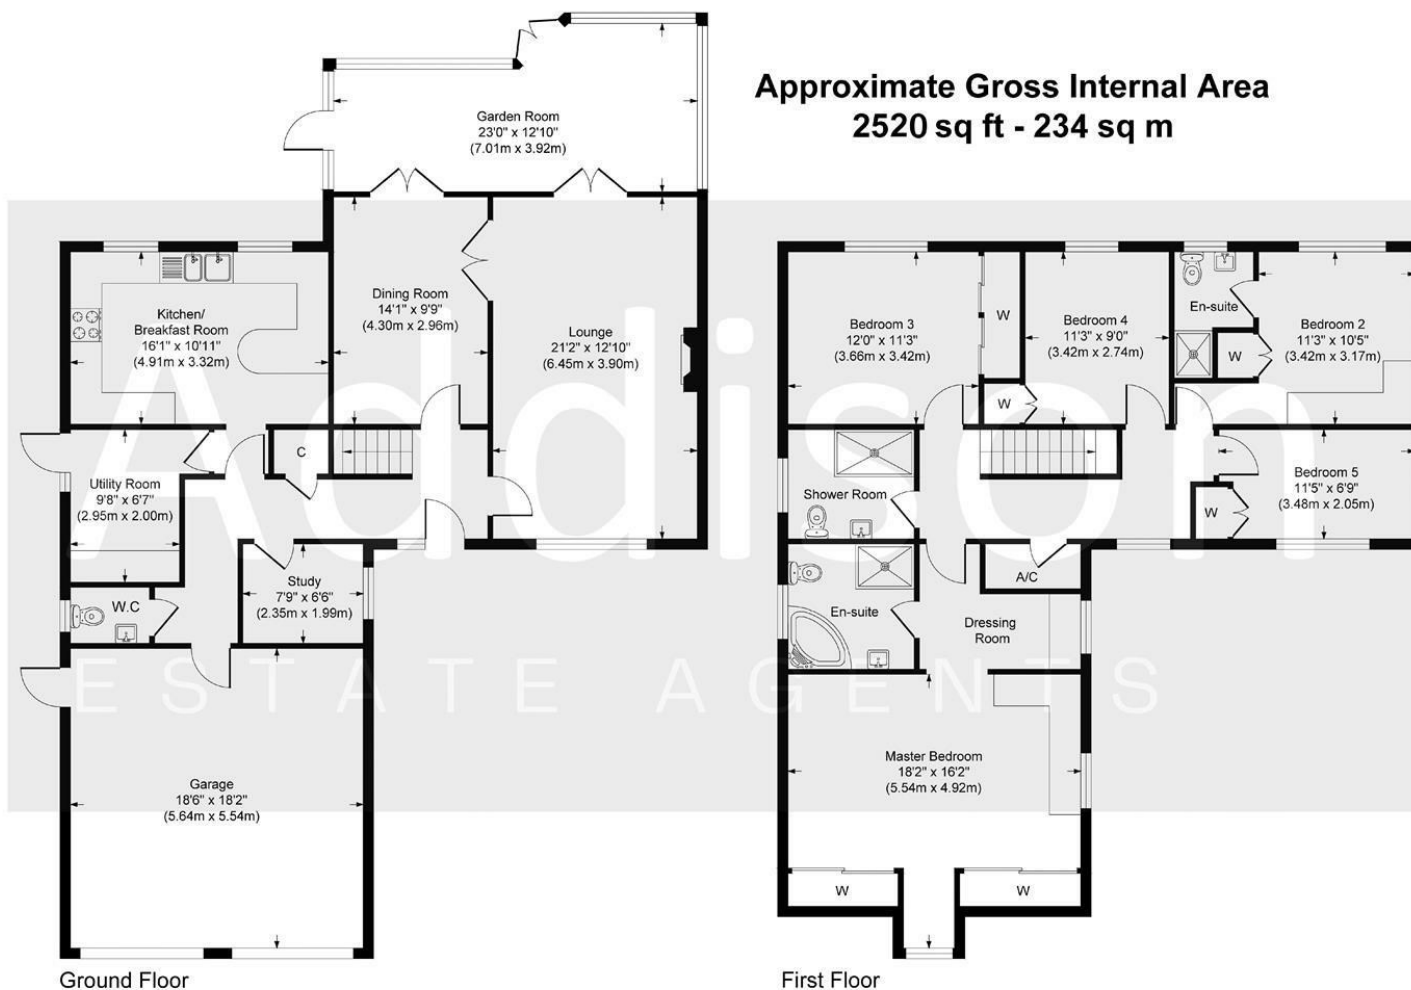 Approximate Gross Internal Area
2520 sq ft - 234 sq m
Garden Room
23'0" x 12'10"
(7.01m x 3.92m)
Kitchen/
Breakfast Room
16'1" x 10'11"
(4.91m x 3.32m)
Dining Room
14'1" x 9'9"
(4.30m x 2.96m)
Lounge
21'2" x 12'10"
(6.45m x 3.90m)
C
Utility Room
9'8" x 6'7"
(2.95m x 2.00m)
Study
7'9" x 6'6"
(2.35m x 1.99m)
W.C
Garage
18'6" x 18'2"
(5.64m x 5.54m)
Ground Floor
Bedroom 3
12'0" x 11'3"
(3.66m x 3.42m)
W
W
Bedroom 4
11'3" x 9'0"
(3.42m x 2.74m)
En-suite
W
Bedroom 2
11'3" x 10'5"
(3.42m x 3.17m)
Shower Room
Bedroom 5
11'5" x 6'9"
(3.48m x 2.05m)
W
A/C
En-suite
Dressing
Room
Master Bedroom
18'2" x 16'2"
(5.54m x 4.92m)
W
W
First Floor
Addison
ESTATE AGENTS